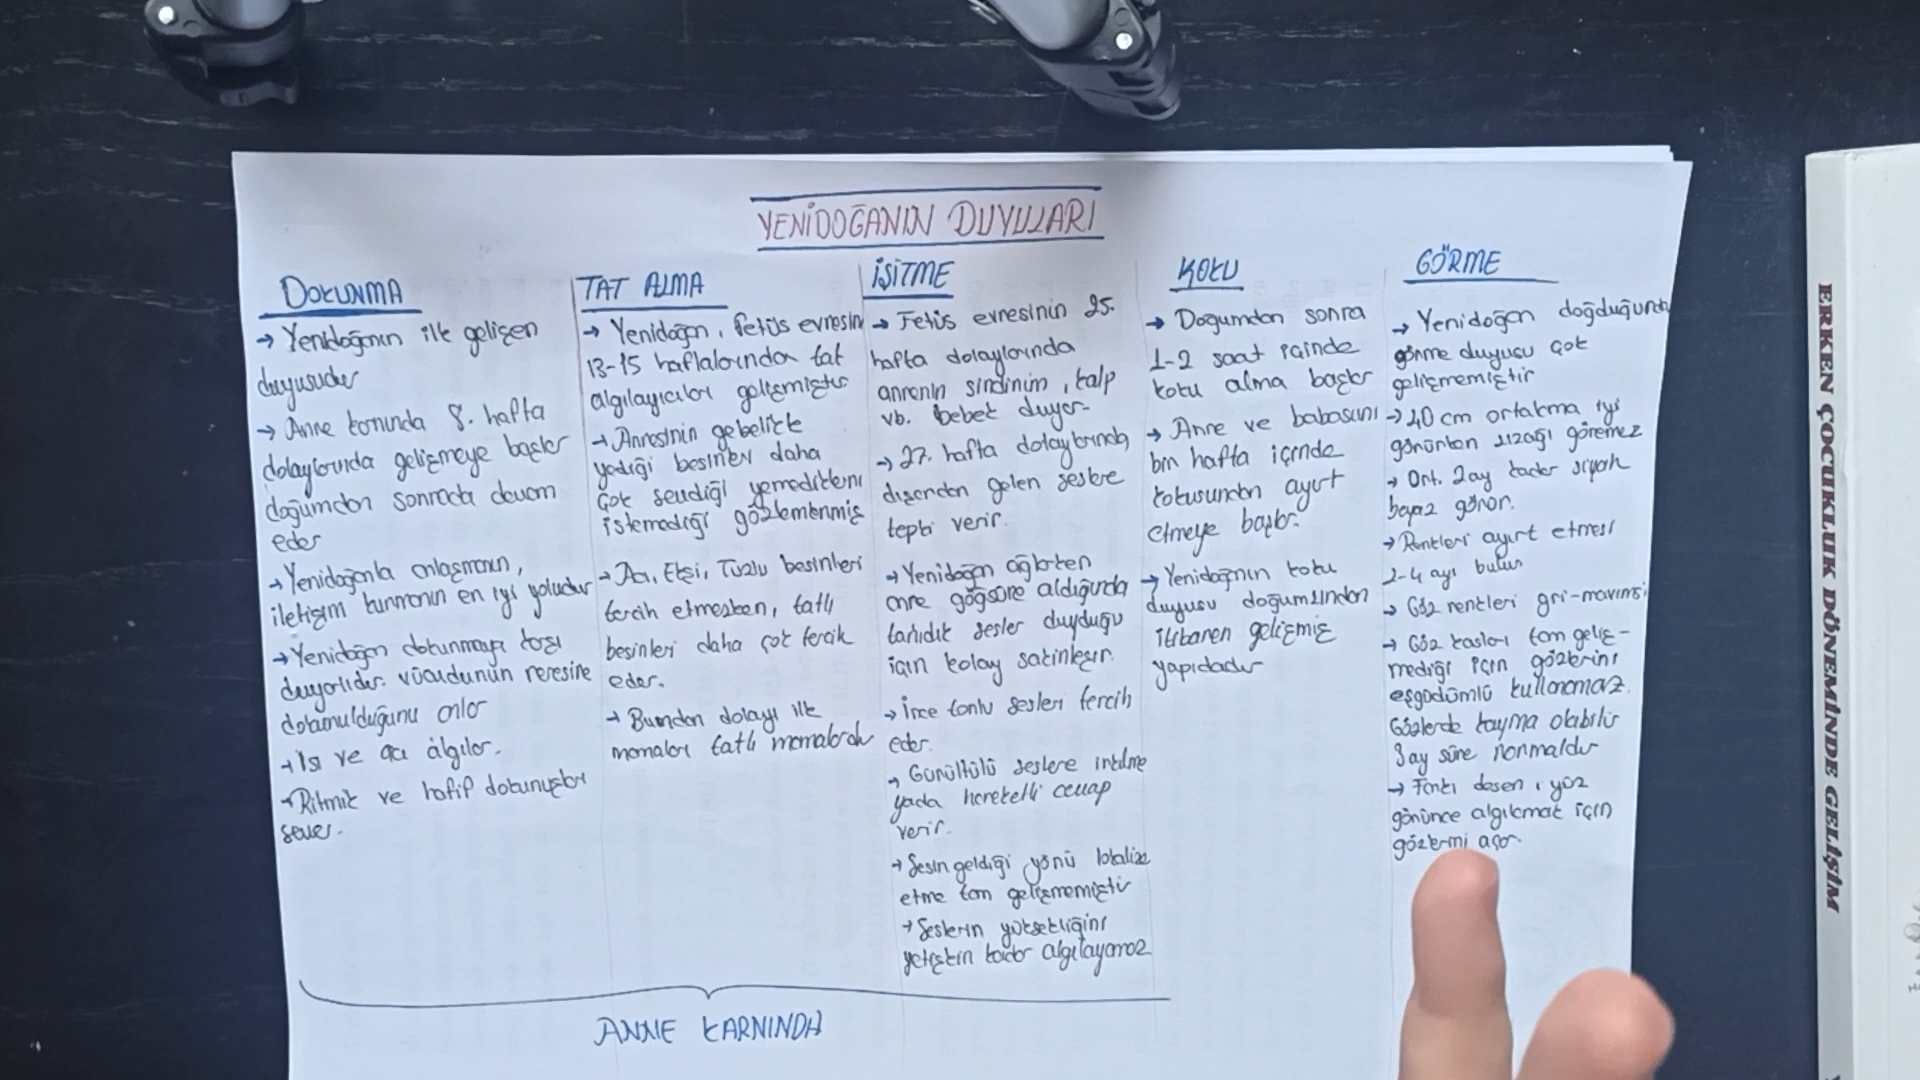 YENİDOĞANIN DUYULARI
DOKUNMA
→ Yenidoğanın ilk gelişen
duyusudur
→ Anne karnında 8. hafta
dolaylarında gelişmeye başlar
doğumdan sonrada devam
eder
→ Yenidoğanla anlaşmanın,
iletişim kurmanın en iyi yoludur
→ Yenidoğan dokunmaya karşı
duyarlıdır. vücudunun neresine
dokunulduğunu anlar
→ Isı ve acı algılar.
→ Ritmik ve hafif dokunuşları
sever.
TAT ALMA
→ Yenidoğan, fetüs evresin
13-15 haftalarında tat
algılayıcıları gelişmiştir
→ Annesinin gebelikte
yediği besinleri daha
çok sevdiği yemediklerini
istemediği gözlemlenmiş
→ Acı, Ekşi, Tuzlu besinleri
tercih etmezken, tatlı
besinleri daha çok tercih
eder.
→ Bundan dolayı ilk
mamaları tatlı mamalardır
İŞİTME
→ Fetüs evresinin 25.
hafta dolaylarında
annenin sindirimin, kalp
vb. bebek duyar.
→ 27. hafta dolaylarında
dışarıdan gelen seslere
tepki verir.
→ Yenidoğan ağlarken
anne göğsüne aldığında
tanıdık sesler duyduğu
için kolay sakinleşir.
→ İnce tonlu sesleri tercih
eder.
→ Gürültülü seslere irkilme
yada hareketli cevap
verir.
→ Sesin geldiği yönü lokalize
etme tam gelişmemiştir
→ Seslerin yüksekliğini
yetişkin kadar algılayamaz
KOKU
→ Doğumdan sonra
1-2 saat içinde
koku alma başlar
→ Anne ve babasını
bir hafta içinde
kokusundan ayırt
etmeye başlar.
→ Yenidoğanın koku
duyusu doğumundan
itibaren gelişmiş
yapıdadır
GÖRME
→ Yenidoğan doğduğunda
görme duyusu çok
gelişmemiştir
→ 40 cm ortalama iyi
görürken uzağı göremez
→ Ort. 2 ay kadar siyah
beyaz görür.
→ Renkleri ayırt etmesi
2-4 ayı bulur
→ Göz renkleri gri-mavimsi
→ Göz kasları tam geliş-
mediği için gözlerini
eşgüdümlü kullanamaz.
Gözlerde kayma olabilir
3 ay süre normaldir
→ Farklı desen, yüz
görünce algılamak için
gözlerini açar.
ANNE KARNINDA
ERKEN ÇOCUKLUK DÖNEMİNDE GELİŞİM